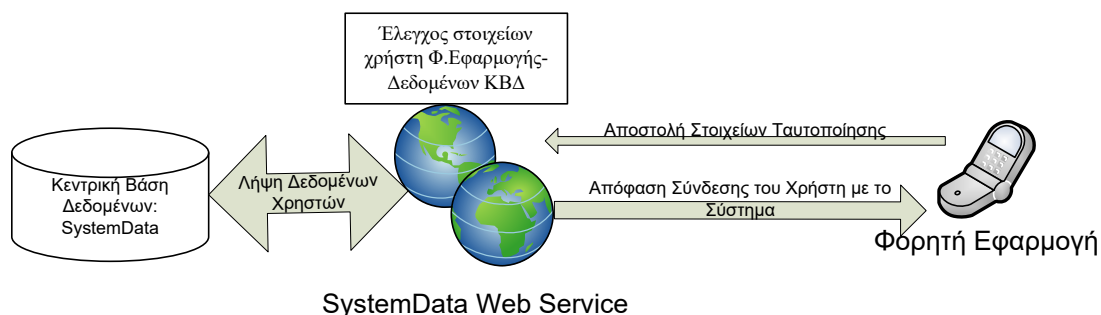 Έλεγχος στοιχείων
χρήστη Φ.Εφαρμογής-
Δεδομένων ΚΒΔ
Αποστολή Στοιχείων Ταυτοποίησης
Κεντρική Βάση
Δεδομένων:
SystemData
Λήψη Δεδομένων
Χρηστών
Απόφαση Σύνδεσης του Χρήστη με το
Σύστημα
Φορητή Εφαρμογή
SystemData Web Service